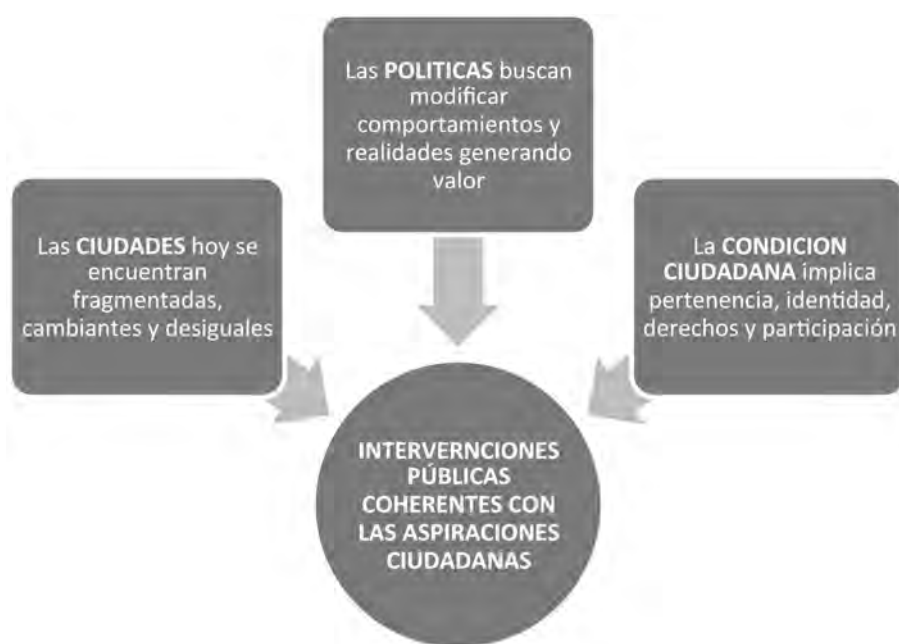 Las POLITICAS buscan
modificar
comportamientos y
realidades generando
valor
Las CIUDADES hoy se
encuentran
fragmentadas,
cambiantes y desiguales
La CONDICION
CIUDADANA implica
pertenencia, identidad,
derechos y participación
INTERVERNCIONES
PÚBLICAS
COHERENTES CON
LAS ASPIRACIONES
CIUDADANAS